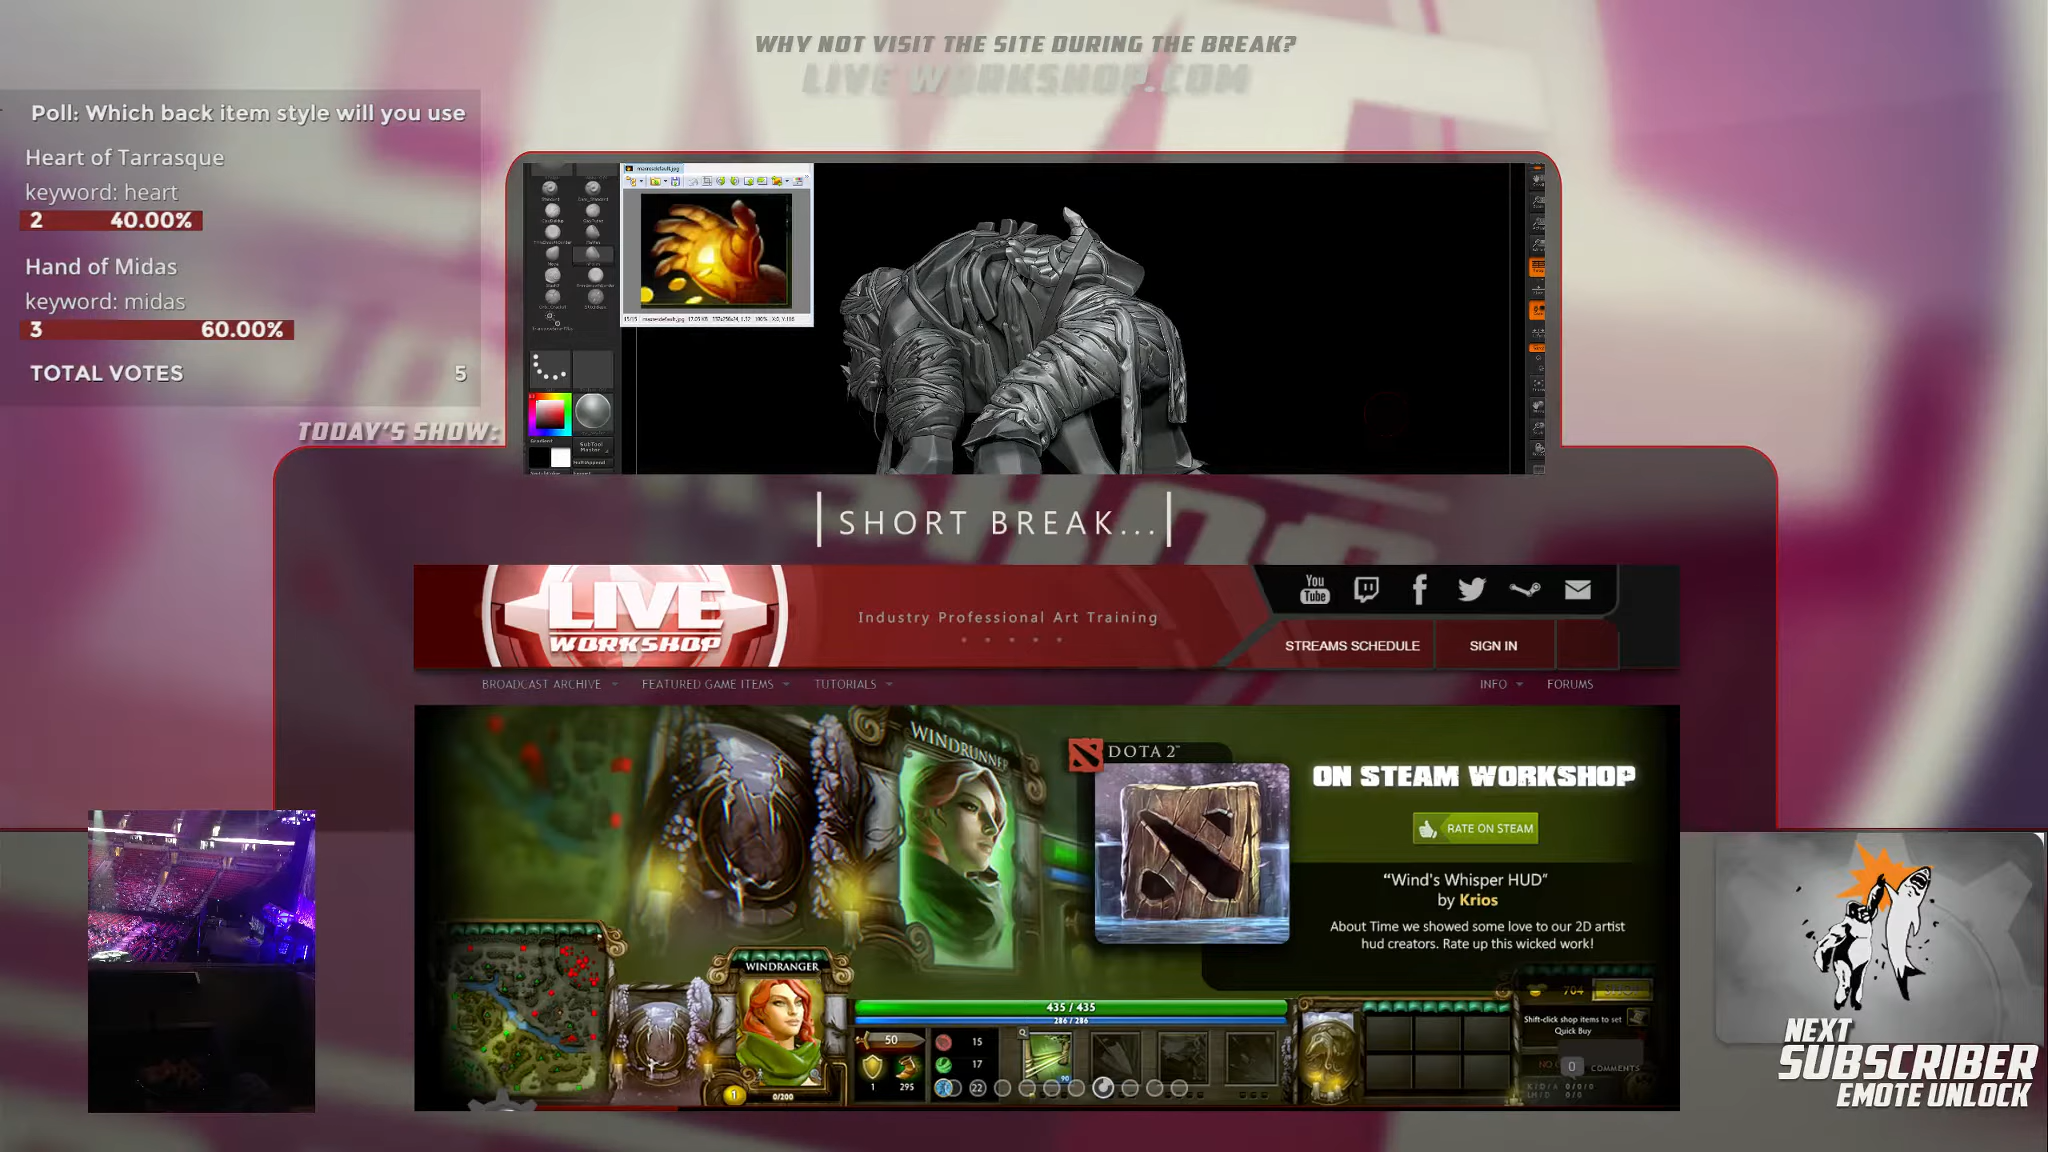 WHY NOT VISIT THE SITE DURING THE BREAK?
LIVE WORKSHOP.COM
Poll: Which back item style will you use
Heart of Tarrasque
keyword: heart
2 40.00%
Hand of Midas
keyword: midas
3 60.00%
TOTAL VOTES 5
TODAY'S SHOW:
SHORT BREAK...
LIVE
WORKSHOP
Industry Professional Art Training
You
Tube
STREAMS SCHEDULE
SIGN IN
BROADCAST ARCHIVE
FEATURED GAME ITEMS
TUTORIALS
INFO
FORUMS
WINDRUNNER
DOTA 2
ON STEAM WORKSHOP
RATE ON STEAM
"Wind's Whisper HUD"
by Krios
About Time we showed some love to our 2D artist
hud creators. Rate up this wicked work!
WINDRANGER
435 / 435
286 / 286
50
15
17
22
1
295
1
0/200
Q
90
704
Shift-click shop items to set
Quick Buy
0 COMMENTS
NEXT
SUBSCRIBER
EMOTE UNLOCK